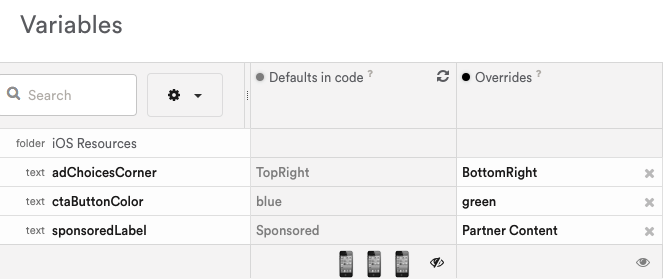 Variables
Search
Defaults in code ?
Overrides ?
folder iOS Resources
text adChoicesCorner TopRight BottomRight
text ctaButtonColor blue green
text sponsoredLabel Sponsored Partner Content